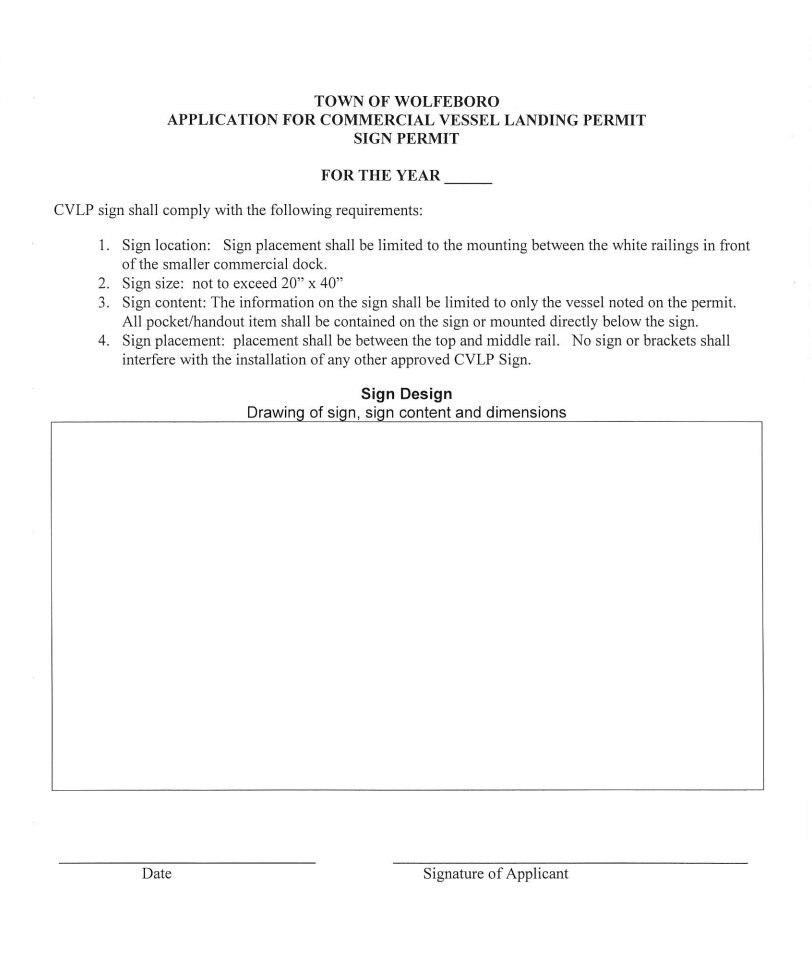 TOWN OF WOLFEBORO
APPLICATION FOR COMMERCIAL VESSEL LANDING PERMIT
SIGN PERMIT
FOR THE YEAR ______
CVLP sign shall comply with the following requirements:
1. Sign location: Sign placement shall be limited to the mounting between the white railings in front
of the smaller commercial dock.
2. Sign size: not to exceed 20” x 40”
3. Sign content: The information on the sign shall be limited to only the vessel noted on the permit.
All pocket/handout item shall be contained on the sign or mounted directly below the sign.
4. Sign placement: placement shall be between the top and middle rail. No sign or brackets shall
interfere with the installation of any other approved CVLP Sign.
Sign Design
Drawing of sign, sign content and dimensions
Date Signature of Applicant